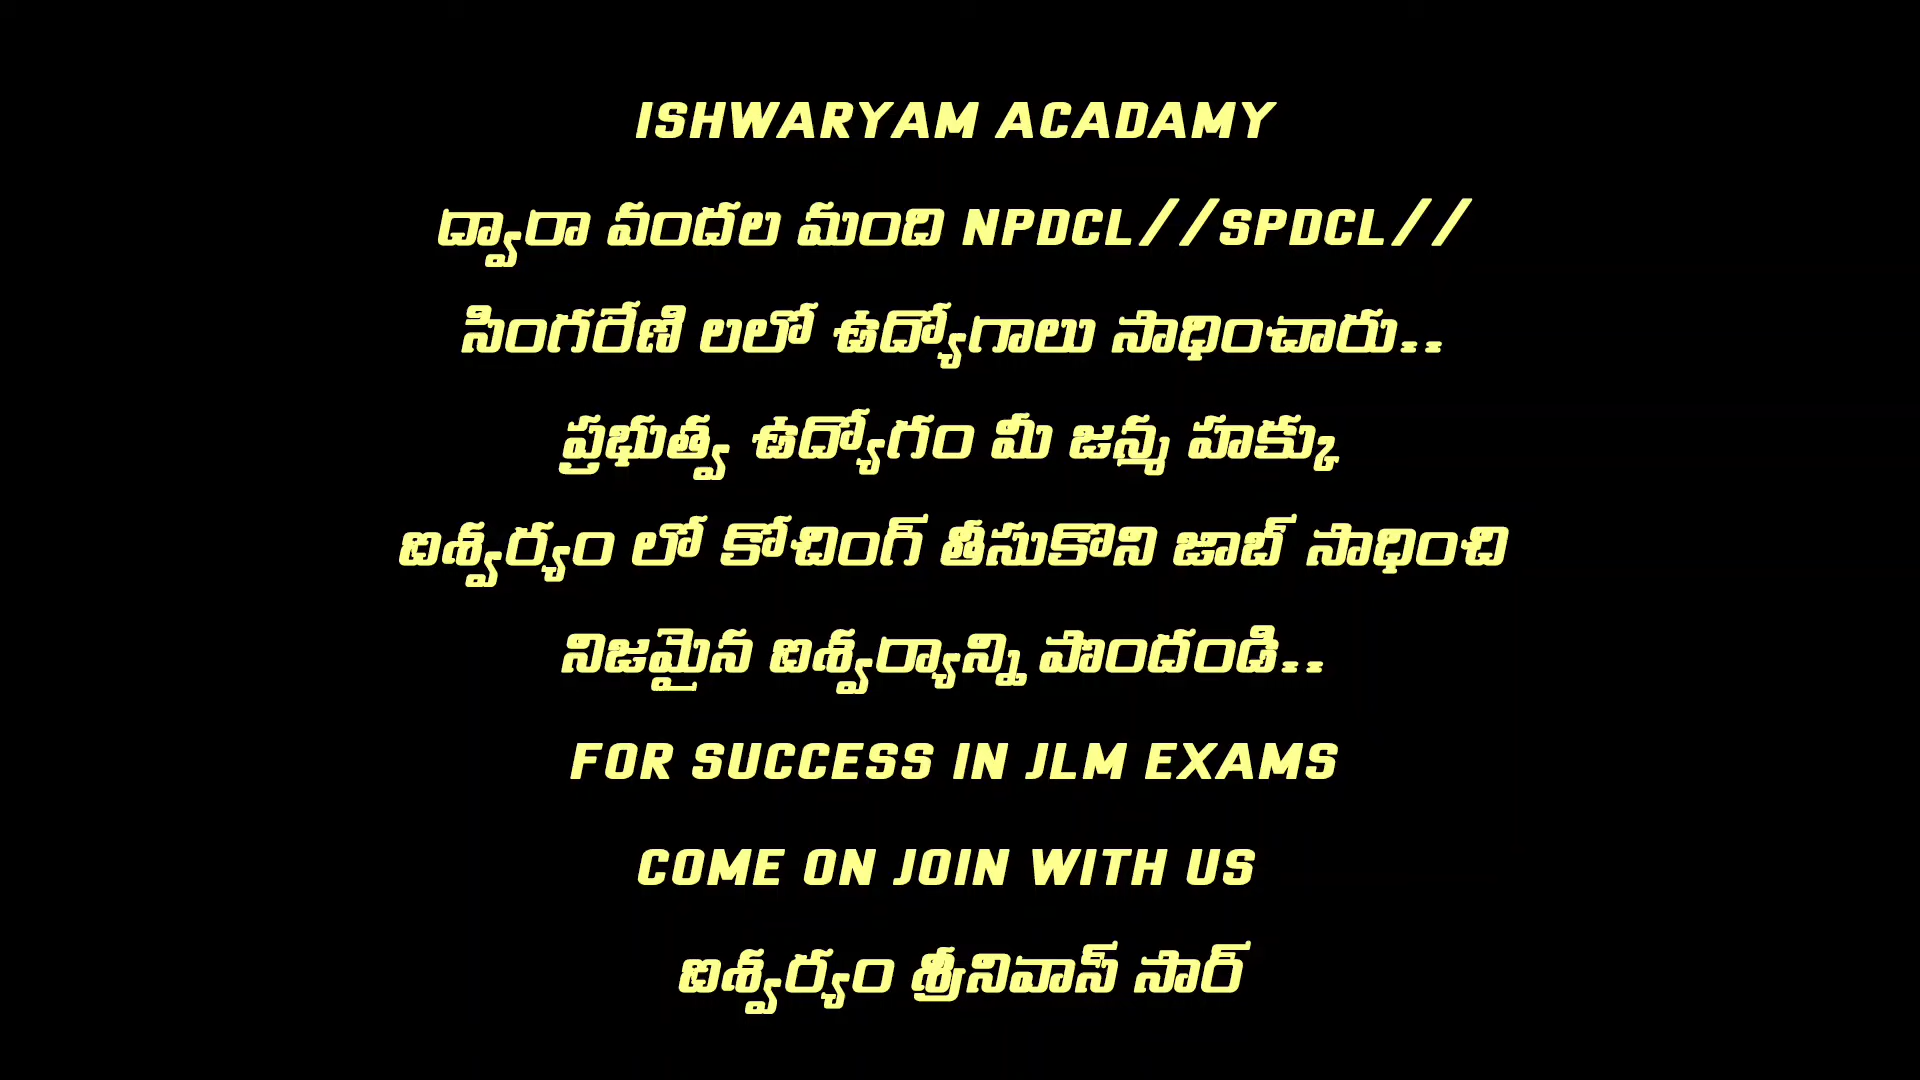 ISHWARYAM ACADAMY
ద్వారా వందల మంది NPDCL//SPDCL//
సింగరేణి లలో ఉద్యోగాలు సాధించారు..
ప్రభుత్వ ఉద్యోగం మీ జన్మ హక్కు
ఐశ్వర్యం లో కోచింగ్ తీసుకొని జాబ్ సాధించి
నిజమైన ఐశ్వర్యాన్ని పొందండి..
FOR SUCCESS IN JLM EXAMS
COME ON JOIN WITH US
ఐశ్వర్యం శ్రీనివాస్ సార్